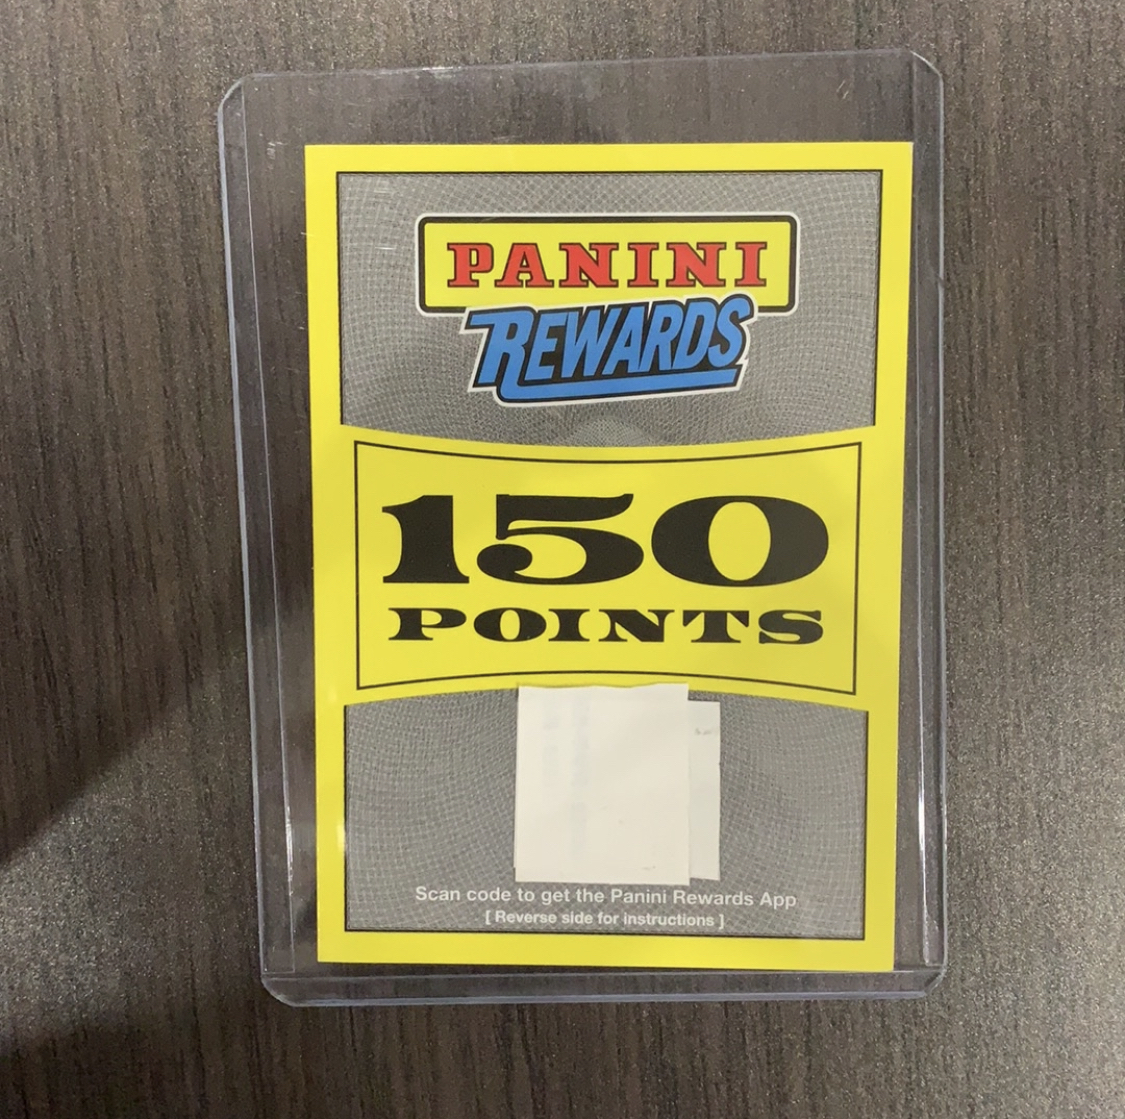 PANINI
REWARDS
150
POINTS
Scan code to get the Panini Rewards App
[ Reverse side for instructions ]